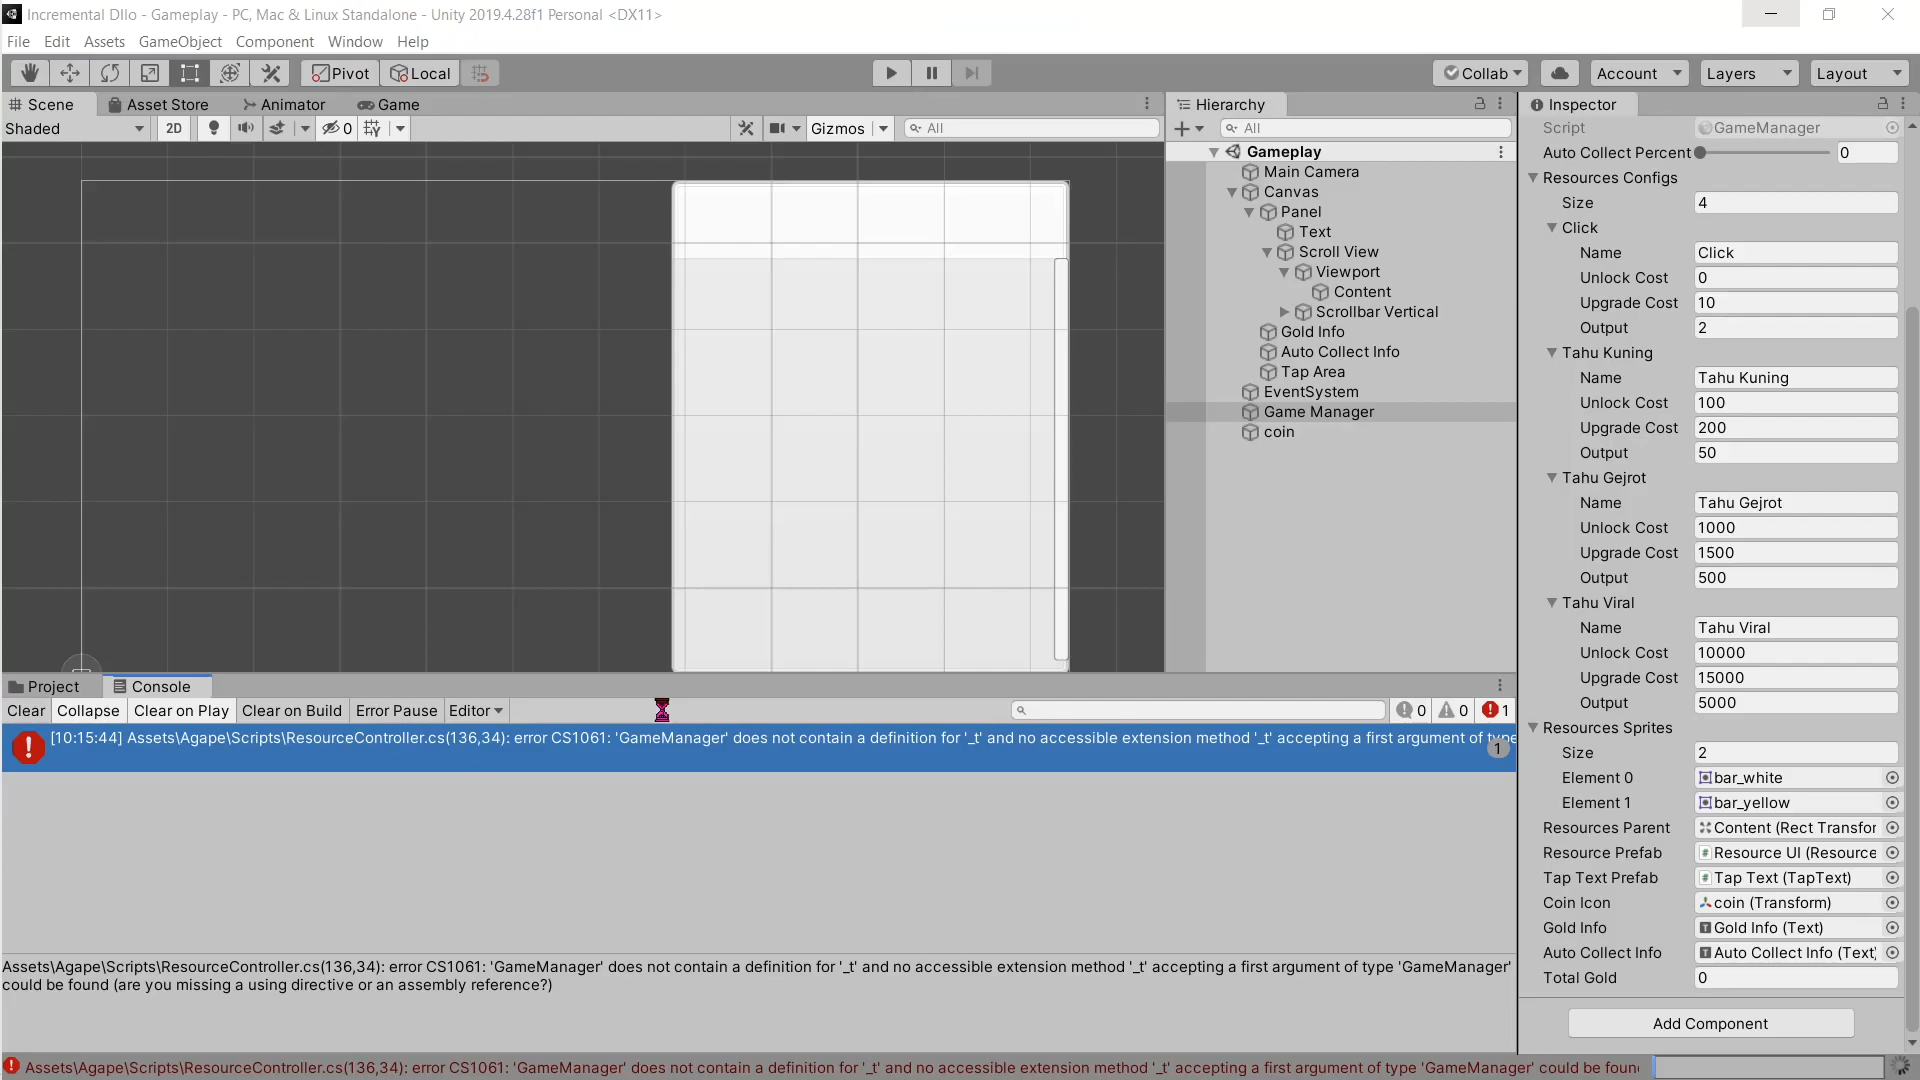 Incremental DIlo - Gameplay - PC, Mac & Linux Standalone - Unity 2019.4.28f1 Personal <DX11>
File Edit Assets GameObject Component Window Help
Pivot Local Collab Account Layers Layout
Scene Asset Store Animator Game
Shaded 2D 0 Gizmos All
Hierarchy
All
Gameplay
Main Camera
Canvas
Panel
Text
Scroll View
Viewport
Content
Scrollbar Vertical
Gold Info
Auto Collect Info
Tap Area
EventSystem
Game Manager
coin
Inspector
Script GameManager
Auto Collect Percent 0
Resources Configs
Size 4
Click
Name Click
Unlock Cost 0
Upgrade Cost 10
Output 2
Tahu Kuning
Name Tahu Kuning
Unlock Cost 100
Upgrade Cost 200
Output 50
Tahu Gejrot
Name Tahu Gejrot
Unlock Cost 1000
Upgrade Cost 1500
Output 500
Tahu Viral
Name Tahu Viral
Unlock Cost 10000
Upgrade Cost 15000
Output 5000
Resources Sprites
Size 2
Element 0 bar_white
Element 1 bar_yellow
Resources Parent Content (Rect Transfor
Resource Prefab Resource UI (Resource
Tap Text Prefab Tap Text (TapText)
Coin Icon coin (Transform)
Gold Info Gold Info (Text)
Auto Collect Info Auto Collect Info (Text
Total Gold 0
Add Component
Project Console
Clear Collapse Clear on Play Clear on Build Error Pause Editor 0 0 1
[10:15:44] Assets\Agape\Scripts\ResourceController.cs(136,34): error CS1061: 'GameManager' does not contain a definition for '_t' and no accessible extension method '_t' accepting a first argument of type 1
Assets\Agape\Scripts\ResourceController.cs(136,34): error CS1061: 'GameManager' does not contain a definition for '_t' and no accessible extension method '_t' accepting a first argument of type 'GameManager'
could be found (are you missing a using directive or an assembly reference?)
Assets\Agape\Scripts\ResourceController.cs(136,34): error CS1061: 'GameManager' does not contain a definition for '_t' and no accessible extension method '_t' accepting a first argument of type 'GameManager' could be foun